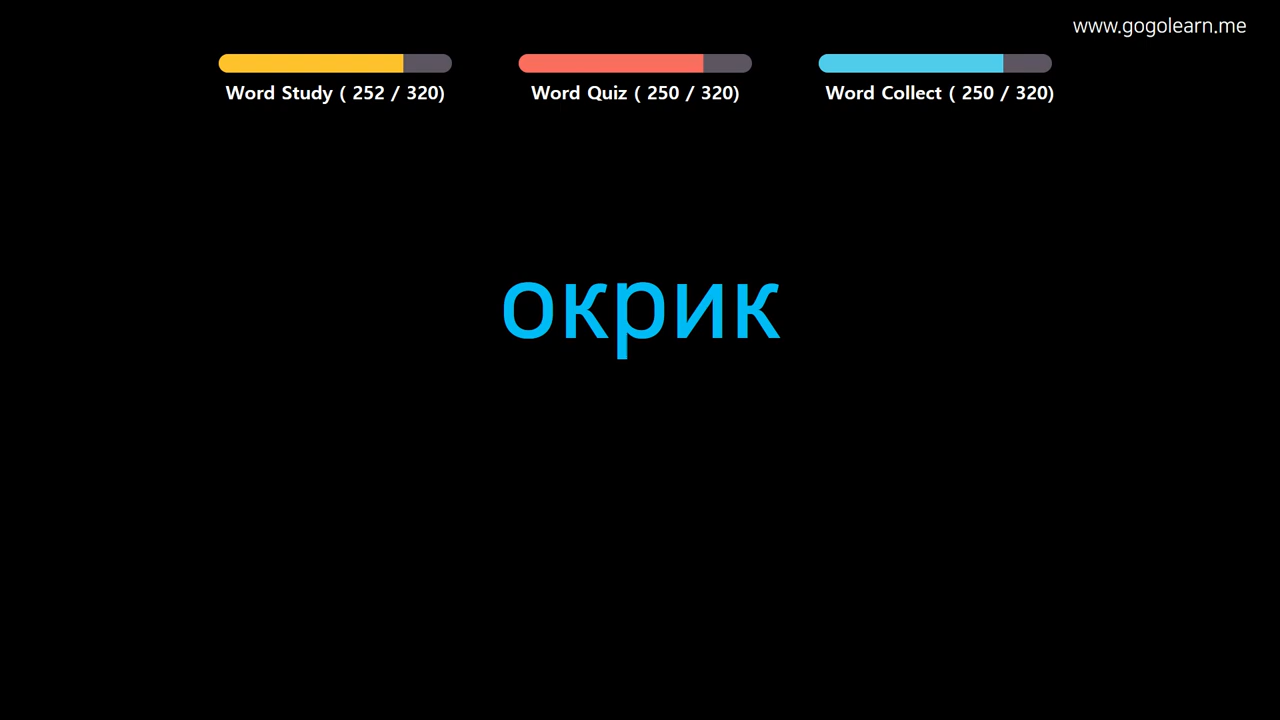 www.gogolearn.me
Word Study ( 252 / 320)
Word Quiz ( 250 / 320)
Word Collect ( 250 / 320)
окрик